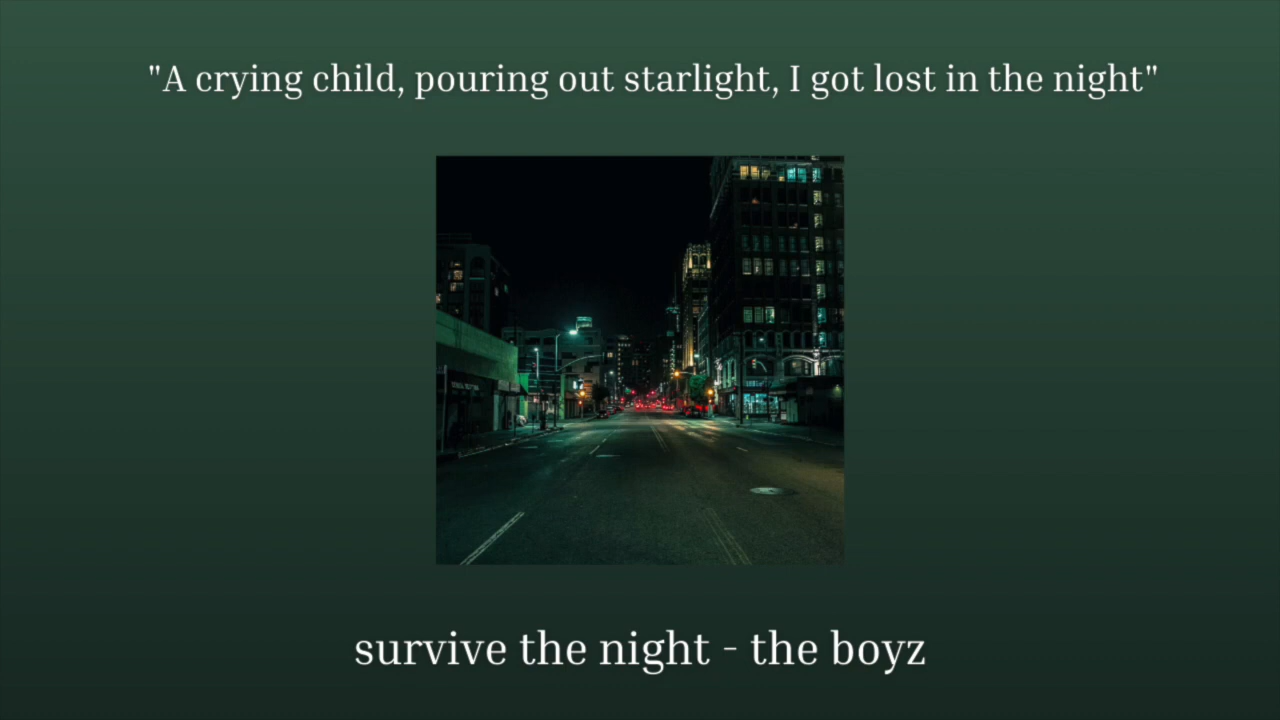 "A crying child, pouring out starlight, I got lost in the night"
survive the night - the boyz